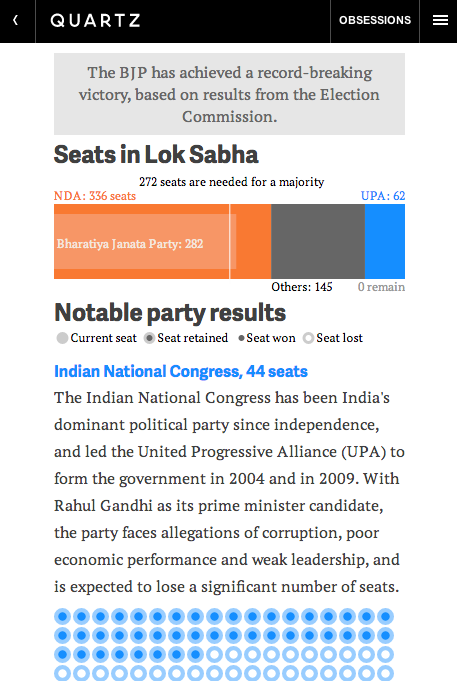 QUARTZ
OBSESSIONS
The BJP has achieved a record-breaking
victory, based on results from the Election
Commission.
Seats in Lok Sabha
272 seats are needed for a majority
NDA: 336 seats
UPA: 62
Bharatiya Janata Party: 282
Others: 145
0 remain
Notable party results
Current seat
Seat retained
Seat won
Seat lost
Indian National Congress, 44 seats
The Indian National Congress has been India's
dominant political party since independence,
and led the United Progressive Alliance (UPA) to
form the government in 2004 and in 2009. With
Rahul Gandhi as its prime minister candidate,
the party faces allegations of corruption, poor
economic performance and weak leadership, and
is expected to lose a significant number of seats.